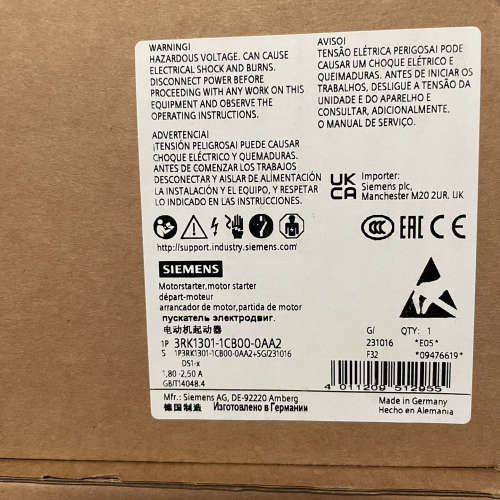 WARNING!
HAZARDOUS VOLTAGE. CAN CAUSE
ELECTRICAL SHOCK AND BURNS.
DISCONNECT POWER BEFORE
PROCEEDING WITH ANY WORK ON THIS
EQUIPMENT AND OBSERVE THE
OPERATING INSTRUCTIONS.
AVISO!
TENSÃO ELÉTRICA PERIGOSA! PODE
CAUSAR UM CHOQUE ELÉTRICO E
QUEIMADURAS. ANTES DE INICIAR OS
TRABALHOS, DESLIGUE A TENSÃO DA
UNIDADE E DO APARELHO E
CONSULTAR, ADICIONALMENTE,
O MANUAL DE SERVIÇO.
ADVERTENCIA!
¡TENSIÓN PELIGROSA! PUEDE CAUSAR
CHOQUE ELÉCTRICO Y QUEMADURAS.
ANTES DE COMENZAR LOS TRABAJOS
DESCONECTAR Y AISLAR DE ALIMENTACIÓN
LA INSTALACIÓN Y EL EQUIPO, Y RESPETAR
LO INDICADO EN LAS INSTRUCCIONES.
UK
CA
Importer:
Siemens plc,
Manchester M20 2UR, UK
http://support.industry.siemens.com/
CCC EAC CE
SIEMENS
Motorstarter,motor starter
départ-moteur
arrancador de motor,partida de motor
пускатель электродвиг.
电动机起动器
1P 3RK1301-1CB00-0AA2
S 1P3RK1301-1CB00-0AA2+SG/231016
DS1-x
1,80-2,50 A
GB/T14048.4
G/ QTY: 1
231016 *E05*
F32 *09476619*
4 011209 512955
Mfr.: Siemens AG, DE-92220 Amberg
德国制造 Изготовлено в Германии
Made in Germany
Hecho en Alemania